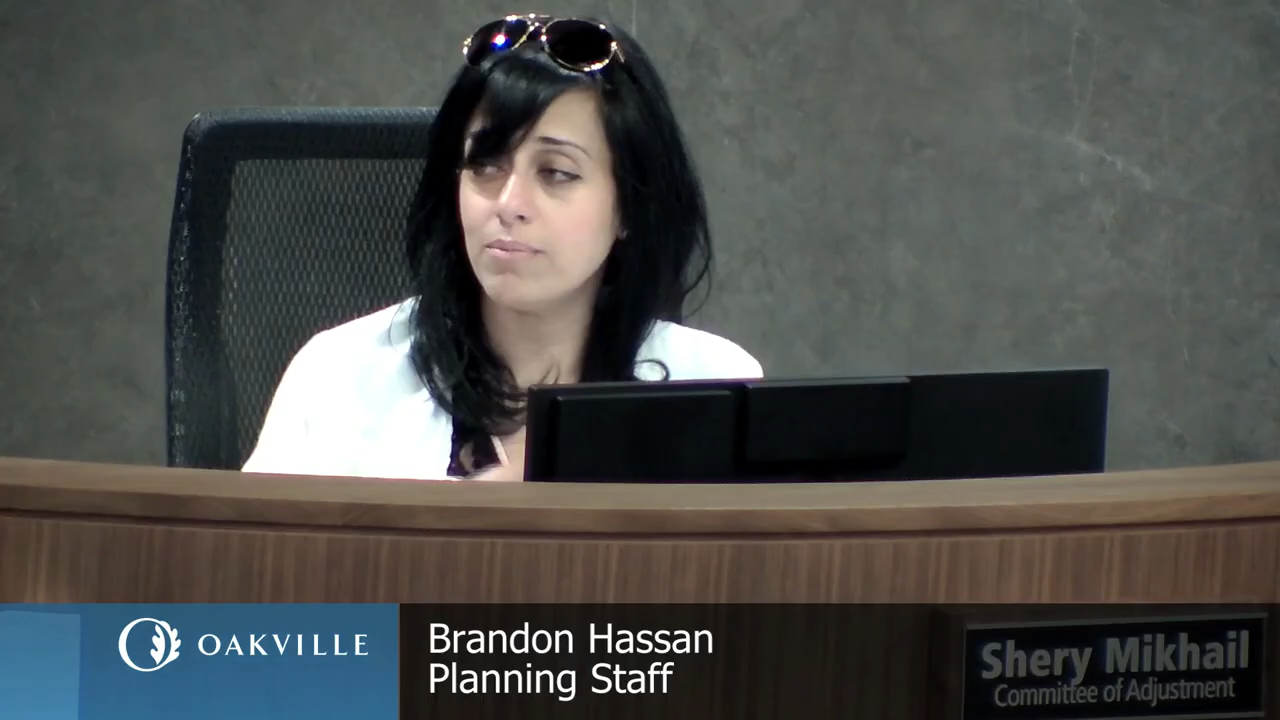 OAKVILLE
Brandon Hassan
Planning Staff
Shery Mikhail
Committee of Adjustment